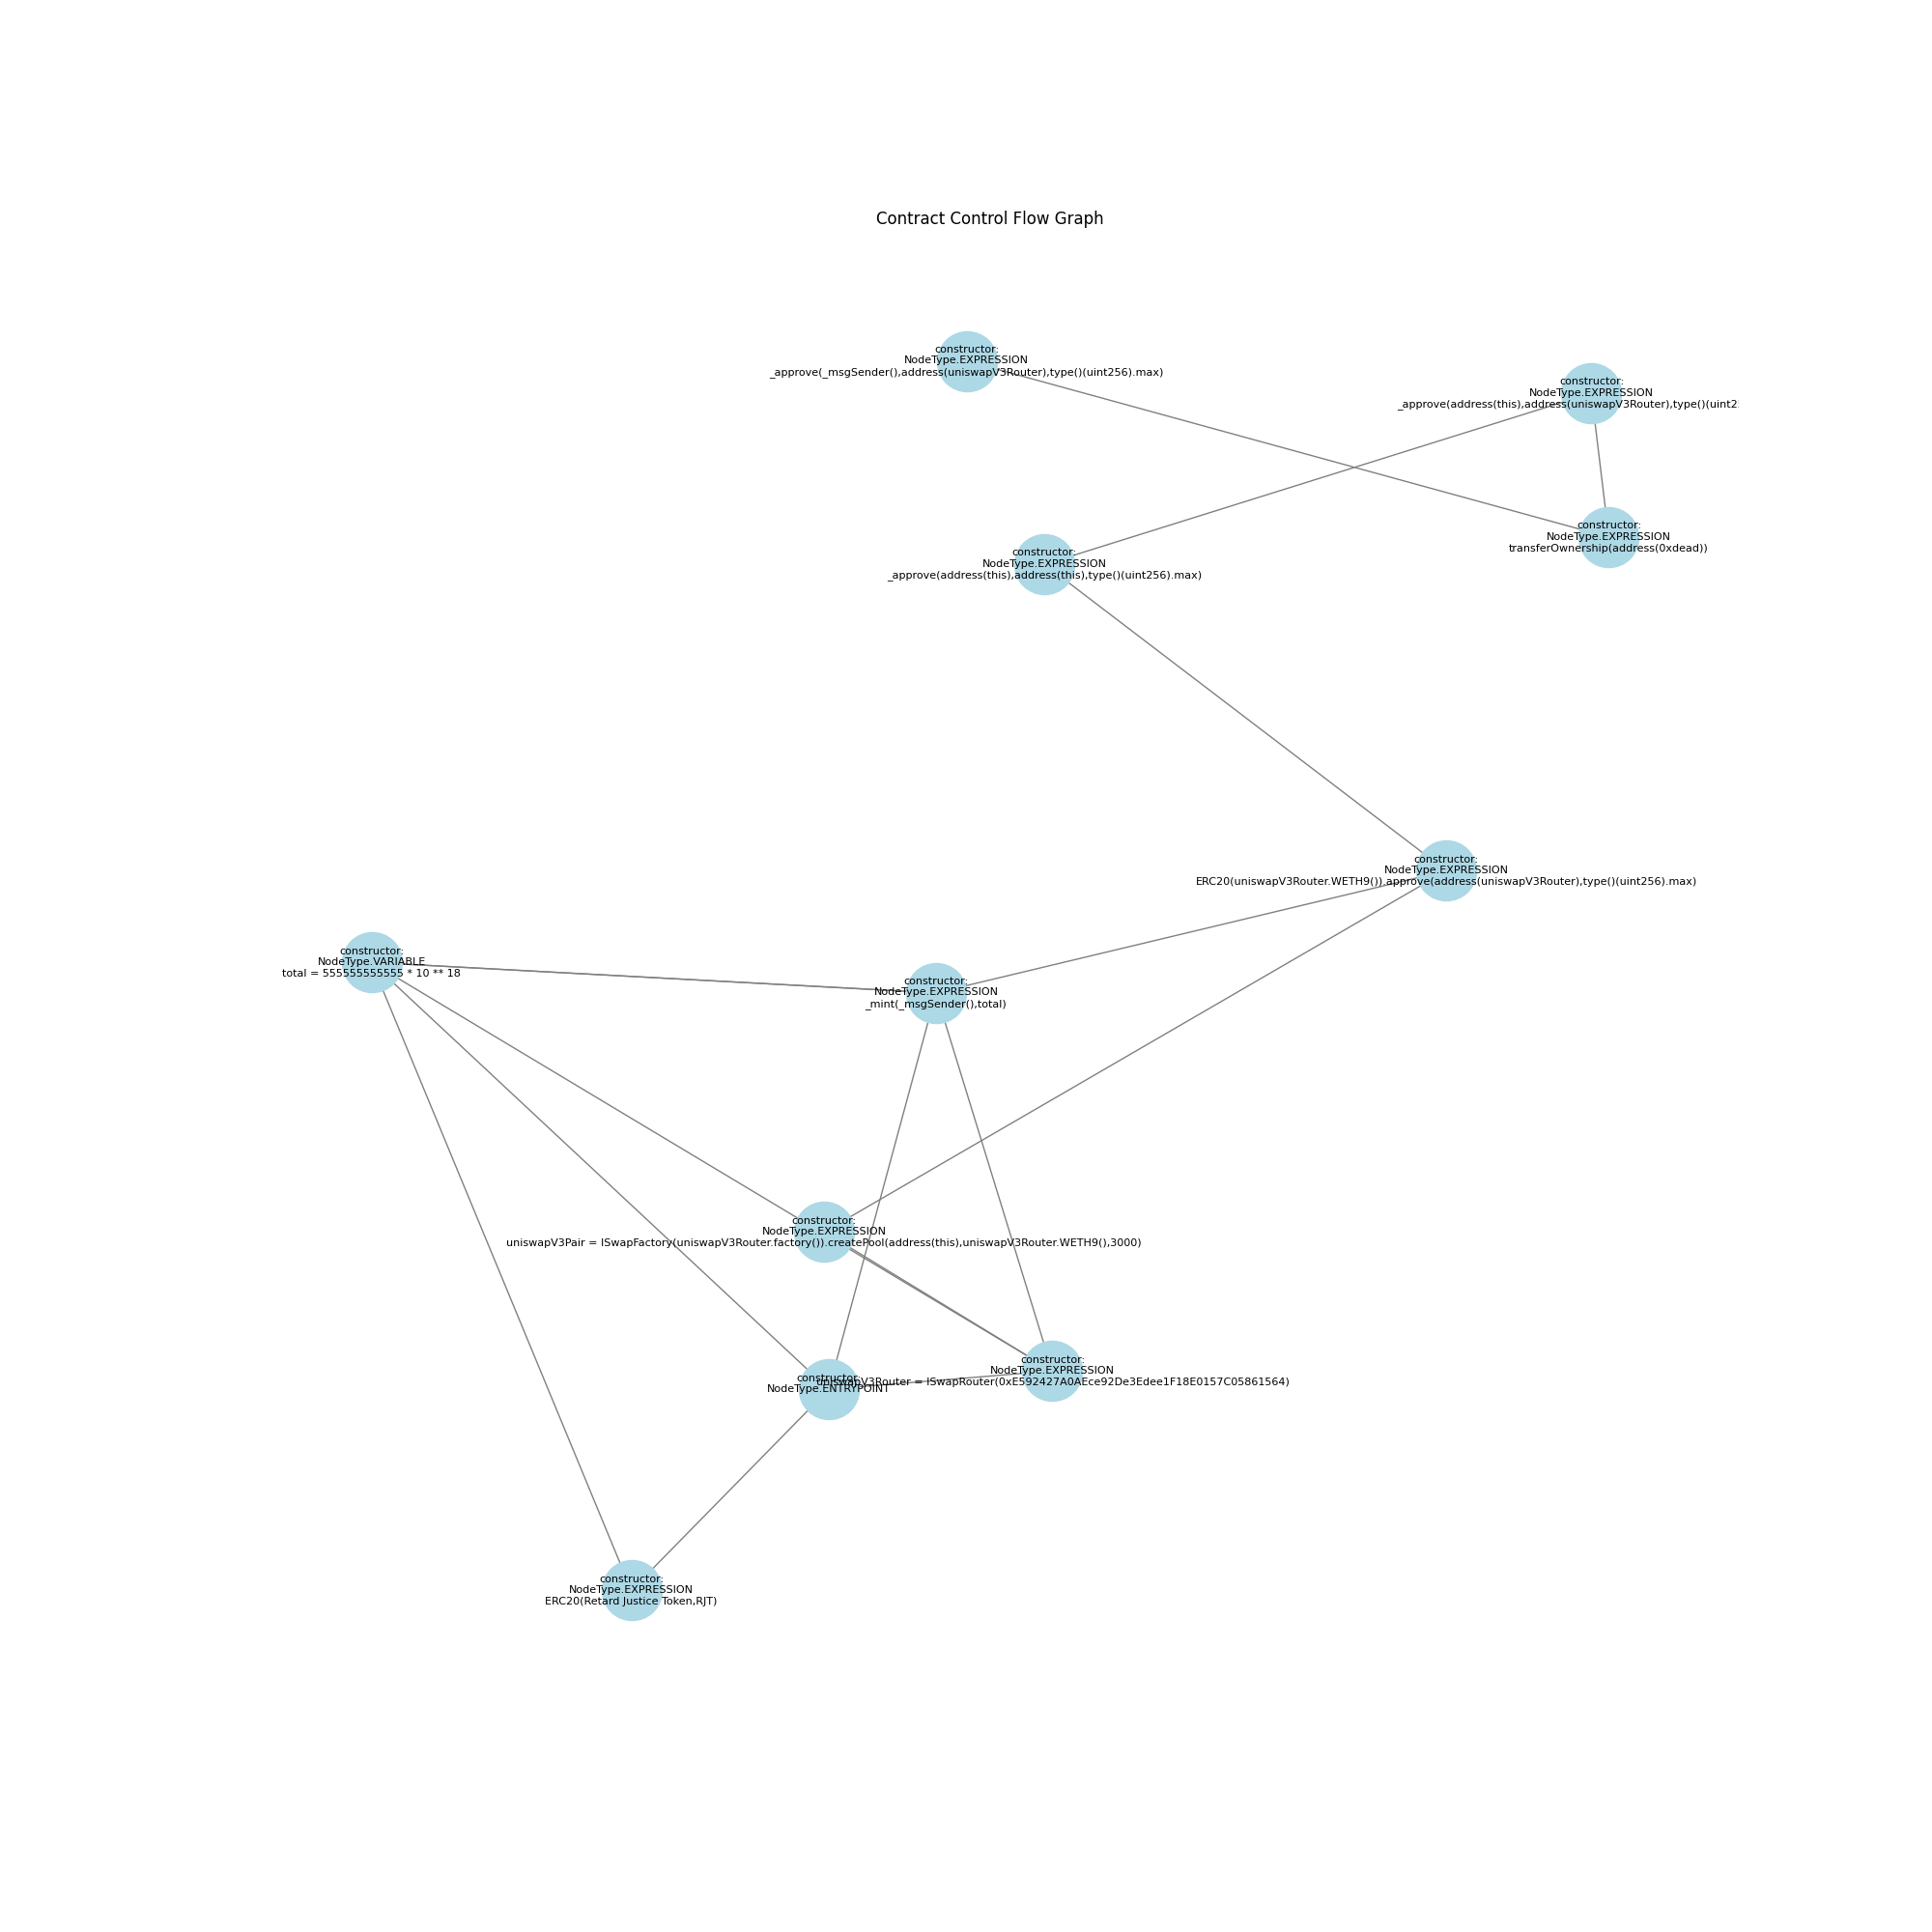 Contract Control Flow Graph
constructor:
NodeType.EXPRESSION
_approve(_msgSender(),address(uniswapV3Router),type()(uint256).max)
constructor:
NodeType.EXPRESSION
_approve(address(this),address(uniswapV3Router),type()(uint2
constructor:
NodeType.EXPRESSION
transferOwnership(address(0xdead))
constructor:
NodeType.EXPRESSION
_approve(address(this),address(this),type()(uint256).max)
constructor:
NodeType.EXPRESSION
ERC20(uniswapV3Router.WETH9()).approve(address(uniswapV3Router),type()(uint256).max)
constructor:
NodeType.VARIABLE
total = 555555555555 * 10 ** 18
constructor:
NodeType.EXPRESSION
_mint(_msgSender(),total)
constructor:
NodeType.EXPRESSION
uniswapV3Pair = ISwapFactory(uniswapV3Router.factory()).createPool(address(this),uniswapV3Router.WETH9(),3000)
constructor:
NodeType.EXPRESSION
uniswapV3Router = ISwapRouter(0xE592427A0AEce92De3Edee1F18E0157C05861564)
constructor:
NodeType.ENTRYPOINT
constructor:
NodeType.EXPRESSION
ERC20(Retard Justice Token,RJT)